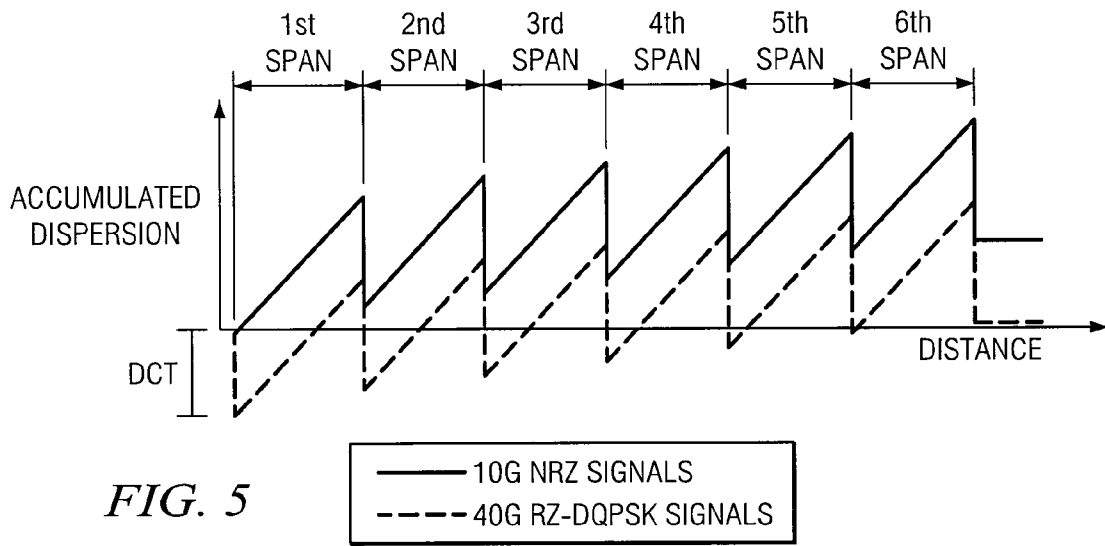 1st SPAN
2nd SPAN
3rd SPAN
4th SPAN
5th SPAN
6th SPAN
ACCUMULATED
DISPERSION
DISTANCE
DCT
10G NRZ SIGNALS
40G RZ-DQPSK SIGNALS
FIG. 5